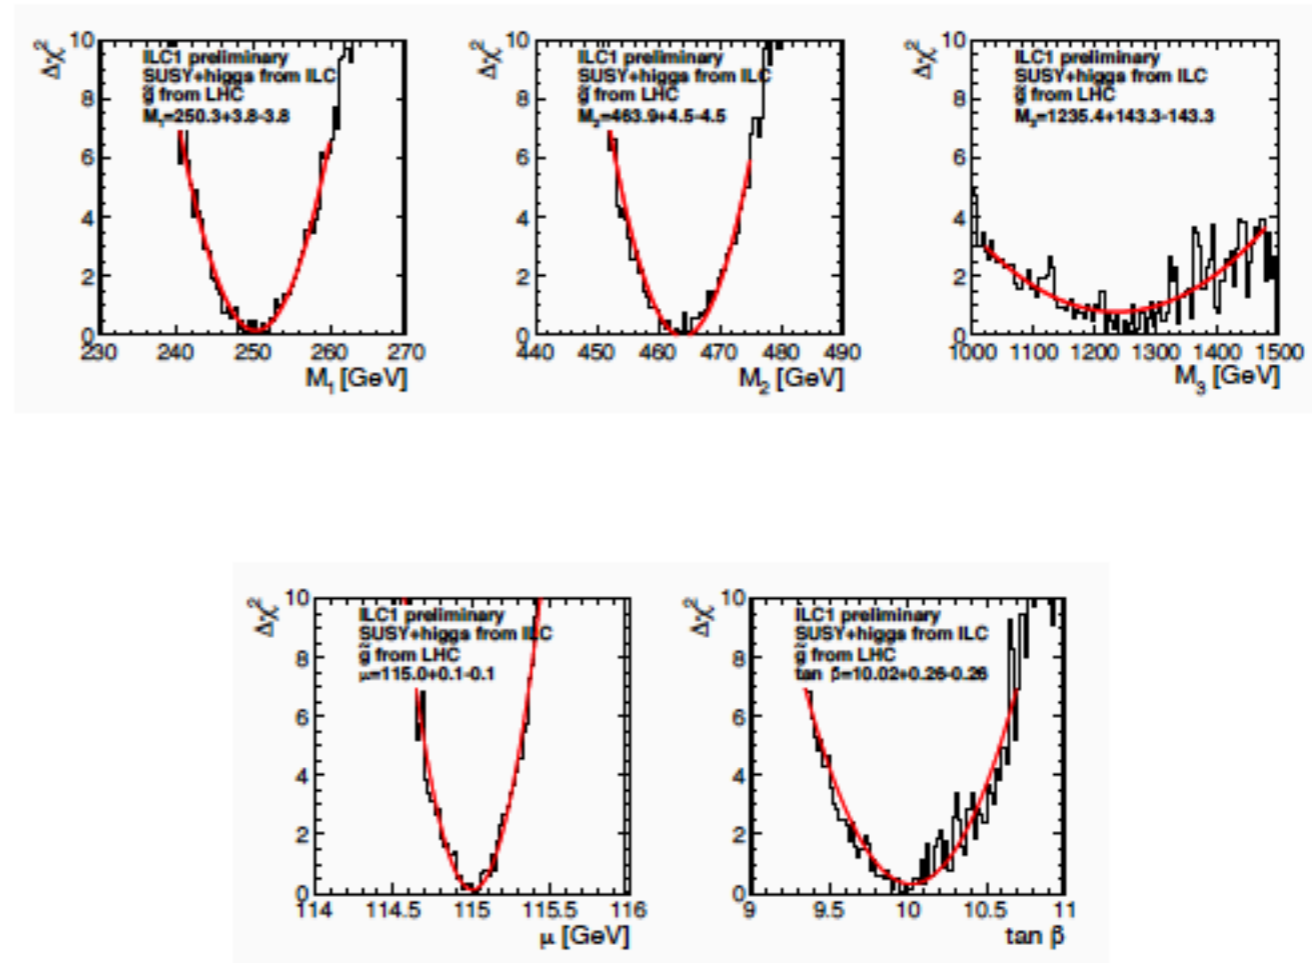 Δχ²
10
8
6
4
2
0
ILC1 preliminary
SUSY+higgs from ILC
g̃ from LHC
M₁=250.3+3.8-3.8
230 240 250 260 270
M₁ [GeV]
Δχ²
10
8
6
4
2
0
ILC1 preliminary
SUSY+higgs from ILC
g̃ from LHC
M₂=463.9+4.5-4.5
440 450 460 470 480 490
M₂ [GeV]
Δχ²
10
8
6
4
2
0
ILC1 preliminary
SUSY+higgs from ILC
g̃ from LHC
M₃=1235.4+143.3-143.3
1000 1100 1200 1300 1400 1500
M₃ [GeV]
Δχ²
10
8
6
4
2
0
ILC1 preliminary
SUSY+higgs from ILC
g̃ from LHC
μ=115.0+0.1-0.1
114 114.5 115 115.5 116
μ [GeV]
Δχ²
10
8
6
4
2
0
ILC1 preliminary
SUSY+higgs from ILC
g̃ from LHC
tan β=10.02+0.26-0.26
9 9.5 10 10.5 11
tan β